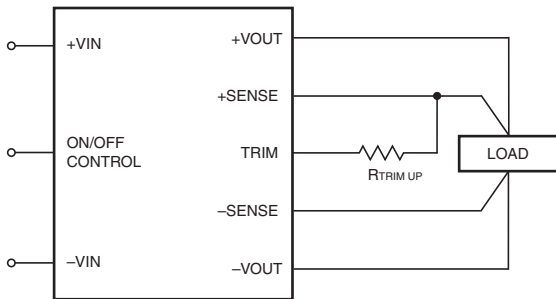 +VIN
ON/OFF
CONTROL
–VIN
+VOUT
+SENSE
TRIM
–SENSE
–VOUT
RTRIM UP
LOAD